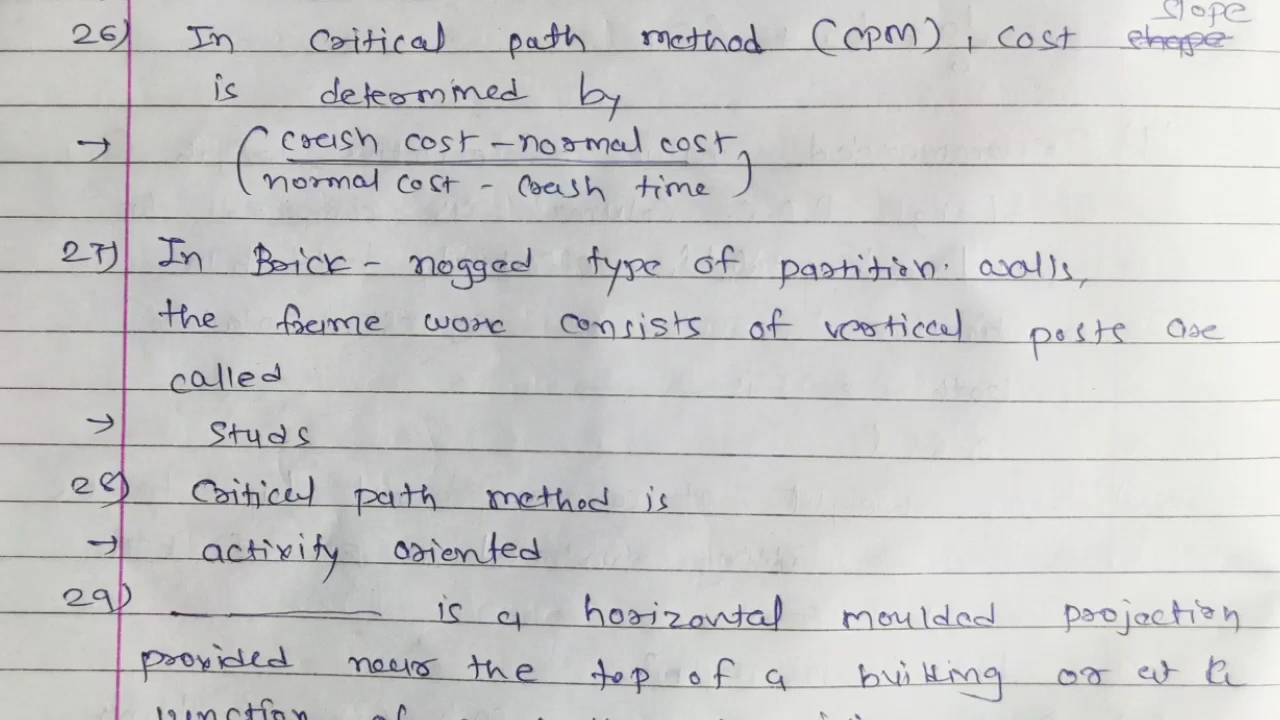 slope
26) In Critical path method (CPM), cost
is determined by
→ (crash cost - normal cost
normal cost - crash time)
27) In Brick - nogged type of partition walls,
the frame work consists of vertical posts are
called
→ studs
28) Critical path method is
→ activity oriented
29) ________ is a horizontal moulded projection
provided near the top of a building or at
junction of